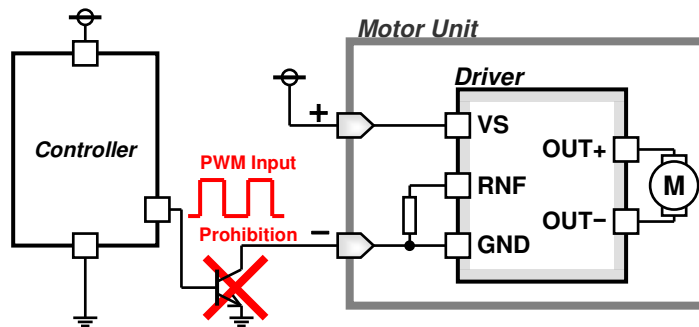 Motor Unit
Driver
+
VS
Controller
OUT+
PWM Input
RNF
M
OUT−
Prohibition
−
GND